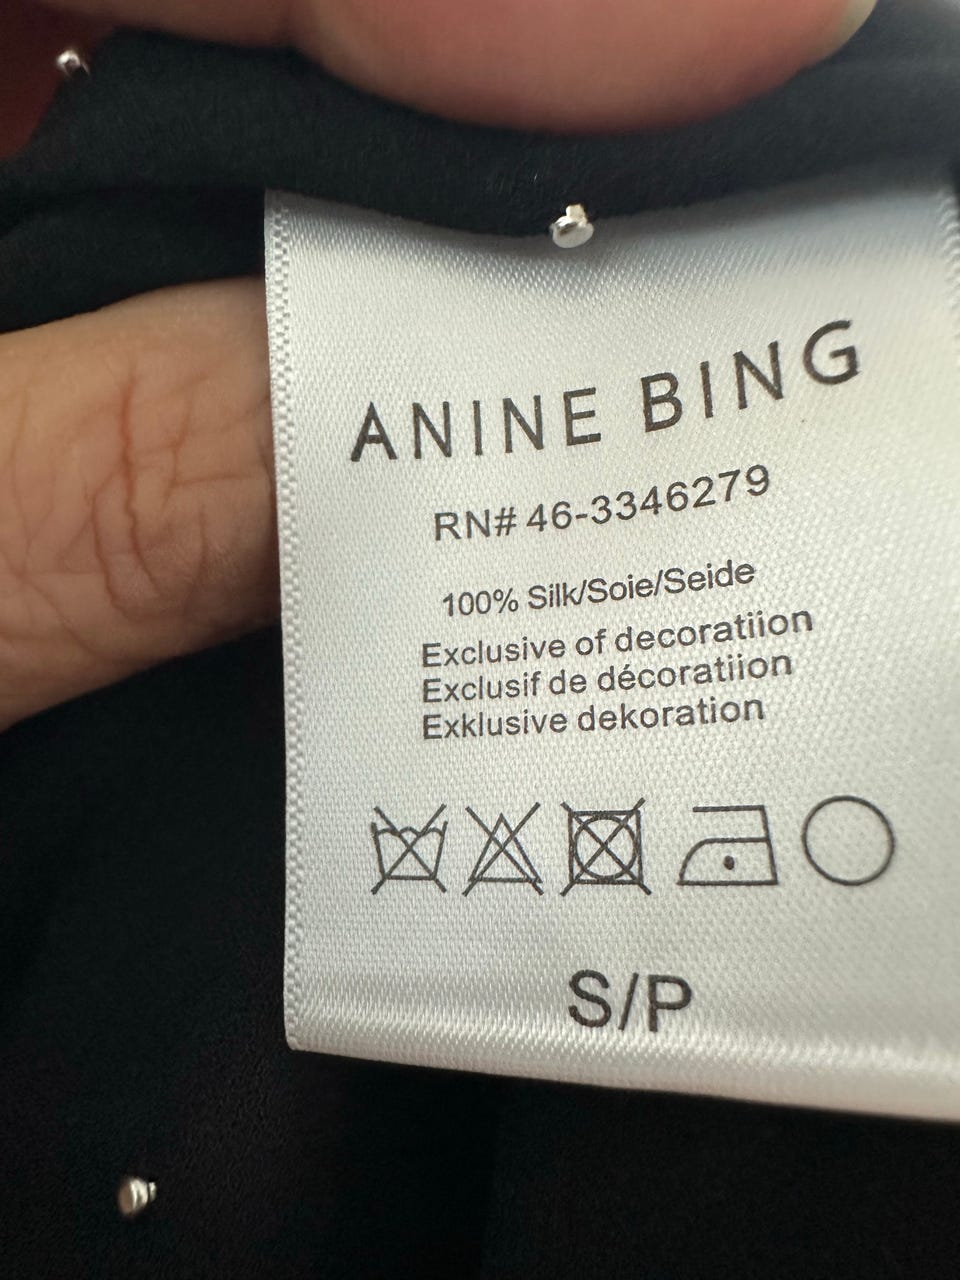 ANINE BING
RN# 46-3346279
100% Silk/Soie/Seide
Exclusive of decoratiion
Exclusif de décoratiion
Exklusive dekoration
S/P